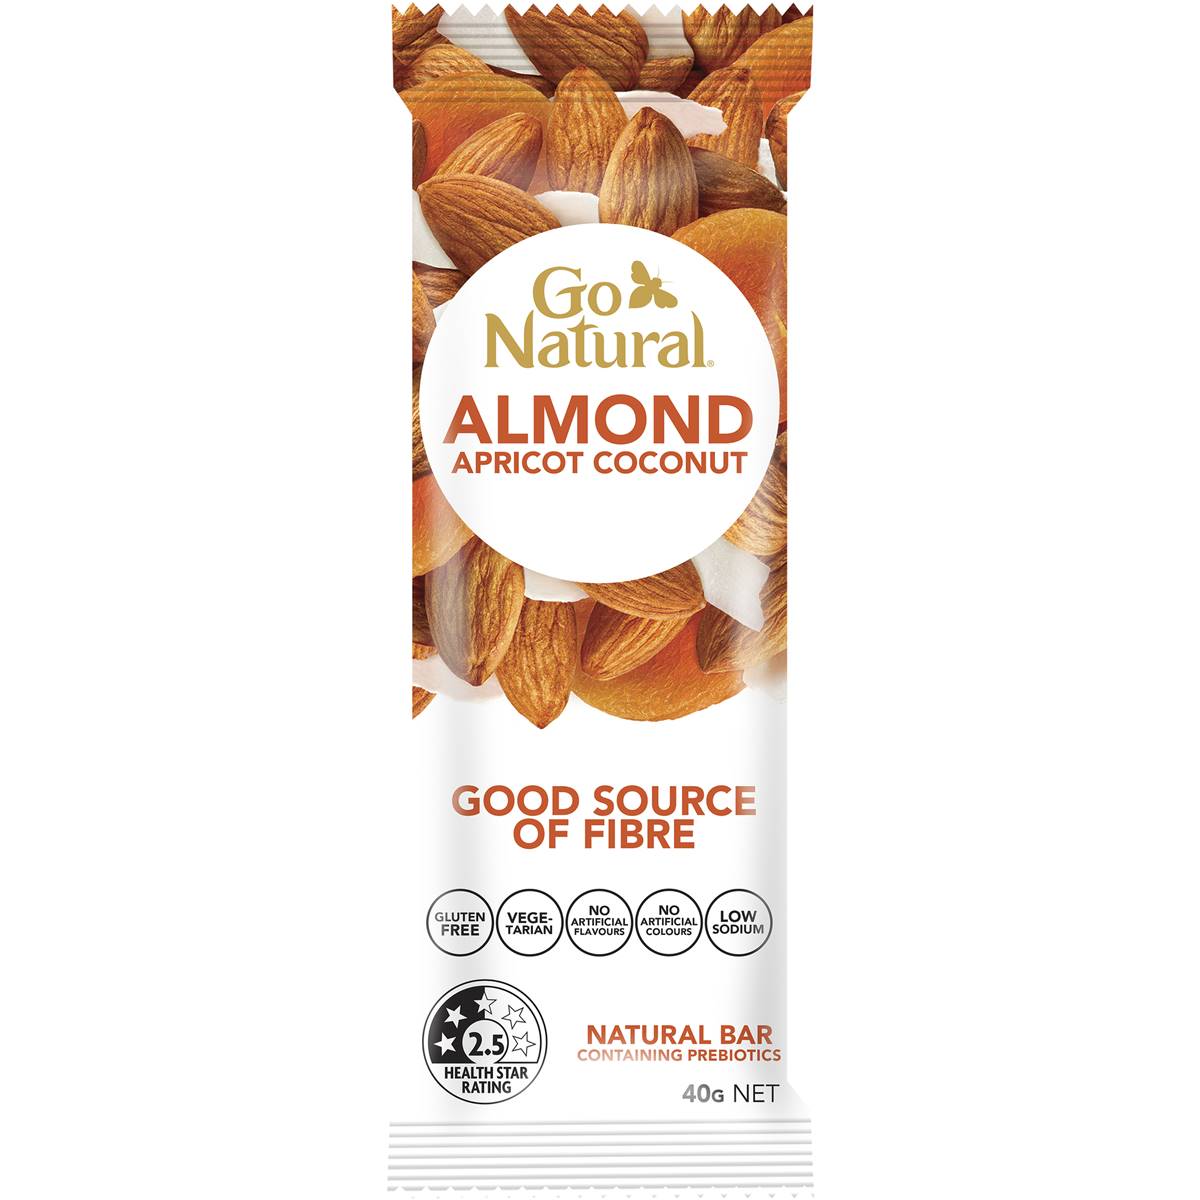 Go
Natural®
ALMOND
APRICOT COCONUT
GOOD SOURCE
OF FIBRE
GLUTEN
FREE
VEGE-
TARIAN
NO
ARTIFICIAL
FLAVOURS
NO
ARTIFICIAL
COLOURS
LOW
SODIUM
2.5
HEALTH STAR
RATING
NATURAL BAR
CONTAINING PREBIOTICS
40G NET